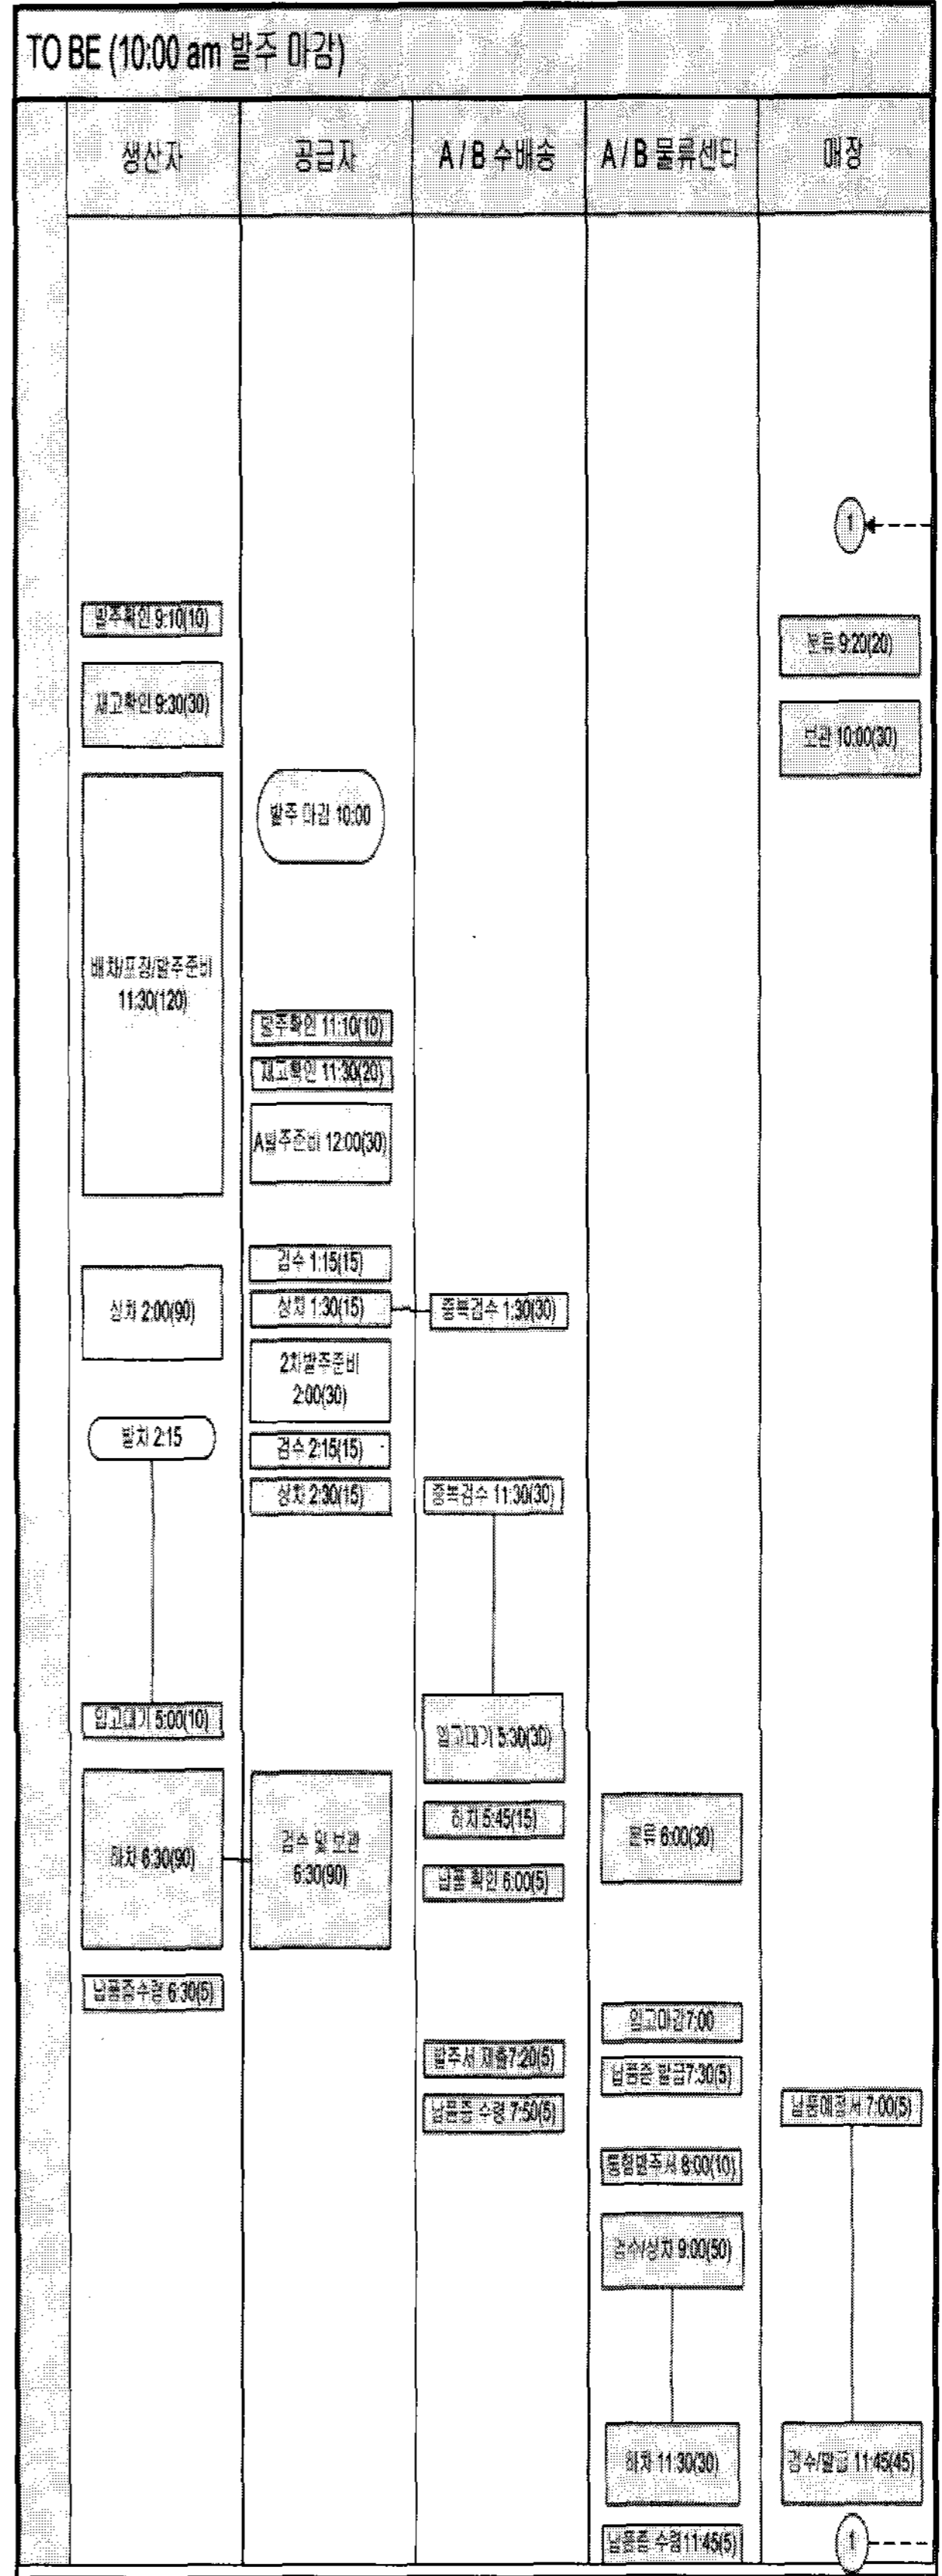 TO BE (10:00 am 발주 마감)
생산자
공급자
A / B 수배송
A / B 물류센타
매장
1
발주확인 9:10(10)
분류 9:20(20)
재고확인 9:30(30)
보관 10:00(30)
발주 마감 10:00
배차/포장/발주준비
11:30(120)
발주확인 11:10(10)
재고확인 11:30(20)
A발주준비 12:00(30)
검수 1:15(15)
상차 2:00(90)
상차 1:30(15)
중복검수 1:30(30)
2차발주준비
2:00(30)
발차 2:15
검수 2:15(15)
상차 2:30(15)
중복검수 11:30(30)
입고대기 5:00(10)
입고대기 5:30(30)
하차 5:45(15)
6:00(30)
하차 6:30(90)
검수 및 보관
6:30(90)
납품 확인 6:00(5)
납품증수령 6:30(5)
입고마감7:00
발주서 제출7:20(5)
납품증 발급7:30(5)
납품증 수령 7:50(5)
납품예정서 7:00(5)
통합발주서 8:00(10)
검수/상차 9:00(50)
하차 11:30(30)
검수/발급 11:45(45)
납품증 수령11:45(5)
1